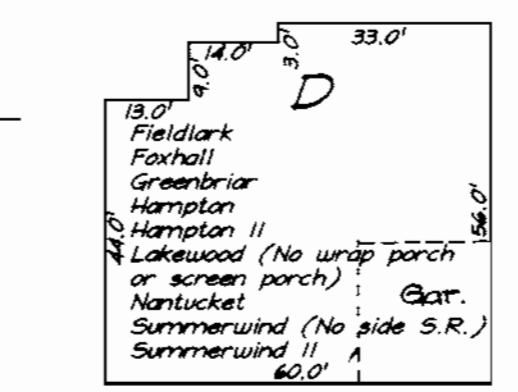 14.0'
33.0'
9.0'
3.0'
D
13.0'
Fieldlark
Foxhall
Greenbriar
Hampton
Hampton II
44.0'
56.0'
Lakewood (No wrap porch
or screen porch)
Nantucket
Gar.
Summerwind (No side S.R.)
Summerwind II
60.0'